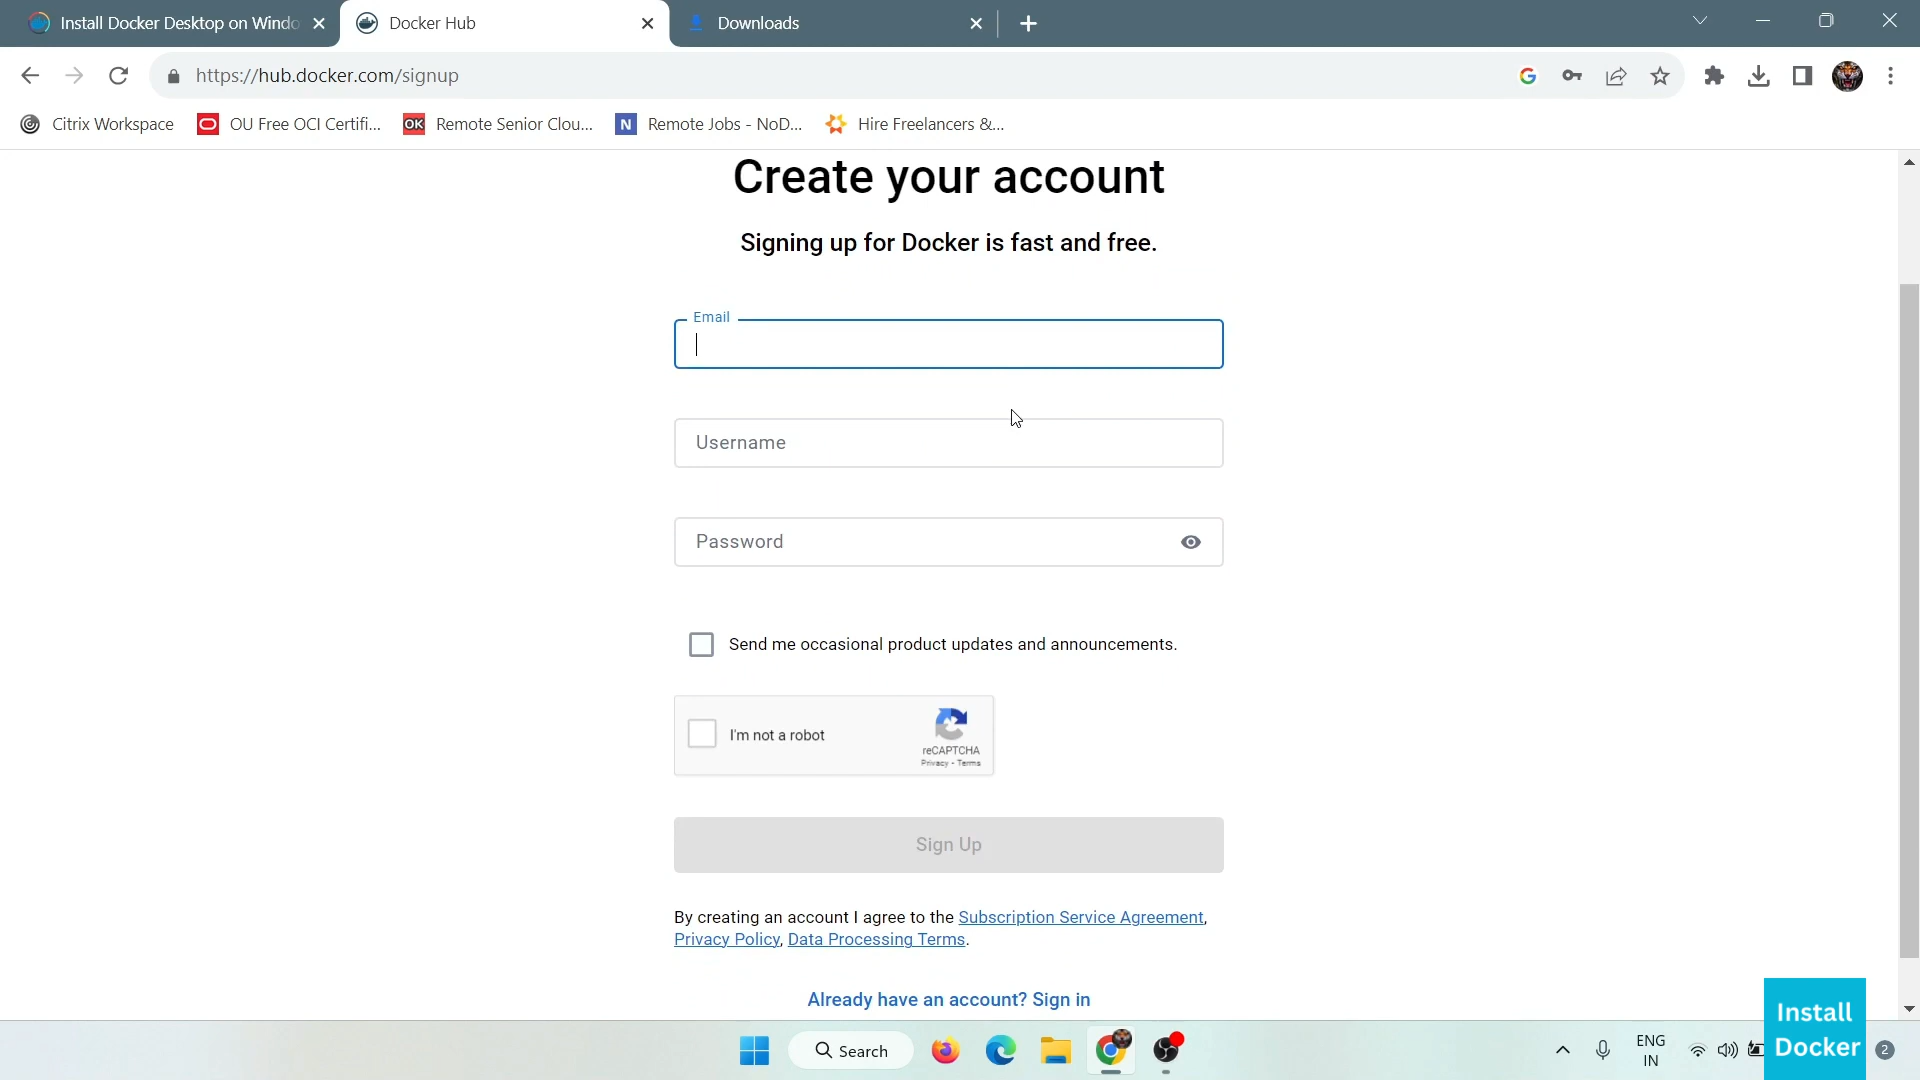 Install Docker Desktop on Windo
Docker Hub
Downloads
https://hub.docker.com/signup
Citrix Workspace
OU Free OCI Certifi...
OK
Remote Senior Clou...
N
Remote Jobs - NoD...
Hire Freelancers &...
Create your account
Signing up for Docker is fast and free.
Email
Username
Password
Send me occasional product updates and announcements.
I'm not a robot
reCAPTCHA
Privacy - Terms
Sign Up
By creating an account I agree to the Subscription Service Agreement,
Privacy Policy, Data Processing Terms.
Already have an account? Sign in
Search
ENG
IN
Install
Docker
2